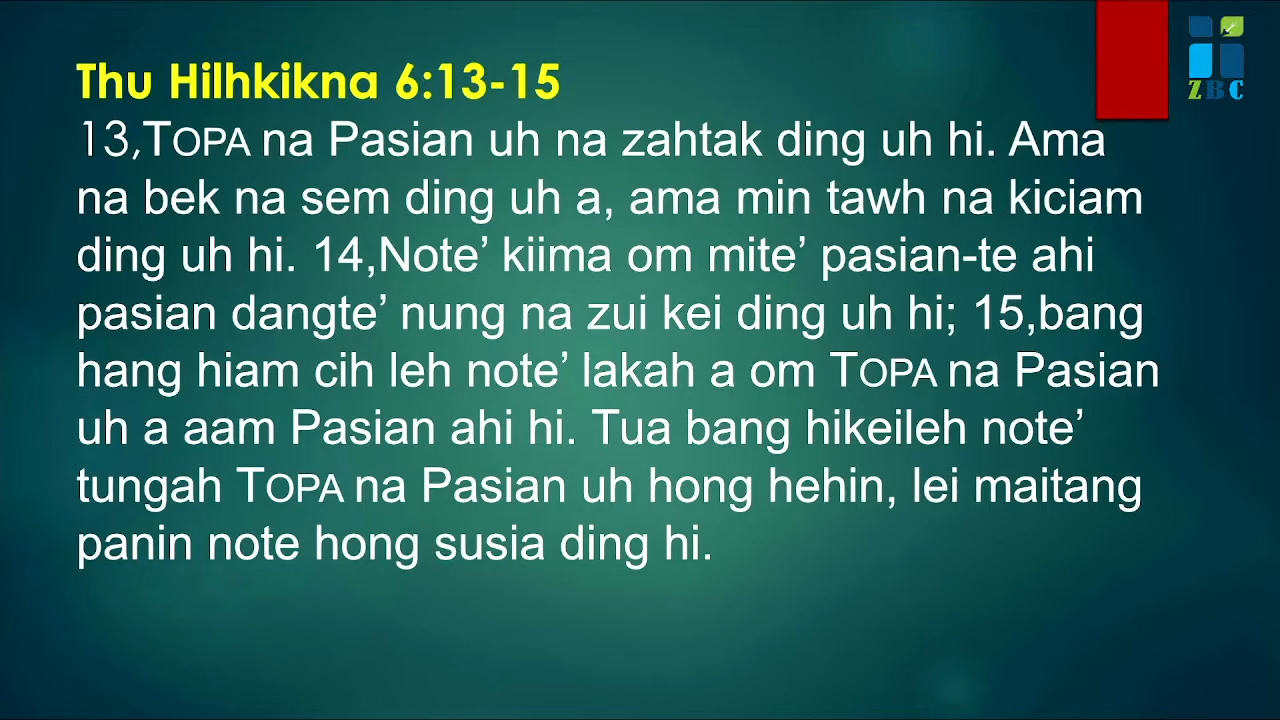 Thu Hilhkikna 6:13-15
13,TOPA na Pasian uh na zahtak ding uh hi. Ama
na bek na sem ding uh a, ama min tawh na kiciam
ding uh hi. 14,Note’ kiima om mite’ pasian-te ahi
pasian dangte’ nung na zui kei ding uh hi; 15,bang
hang hiam cih leh note’ lakah a om TOPA na Pasian
uh a aam Pasian ahi hi. Tua bang hikeileh note’
tungah TOPA na Pasian uh hong hehin, lei maitang
panin note hong susia ding hi.
ZBC